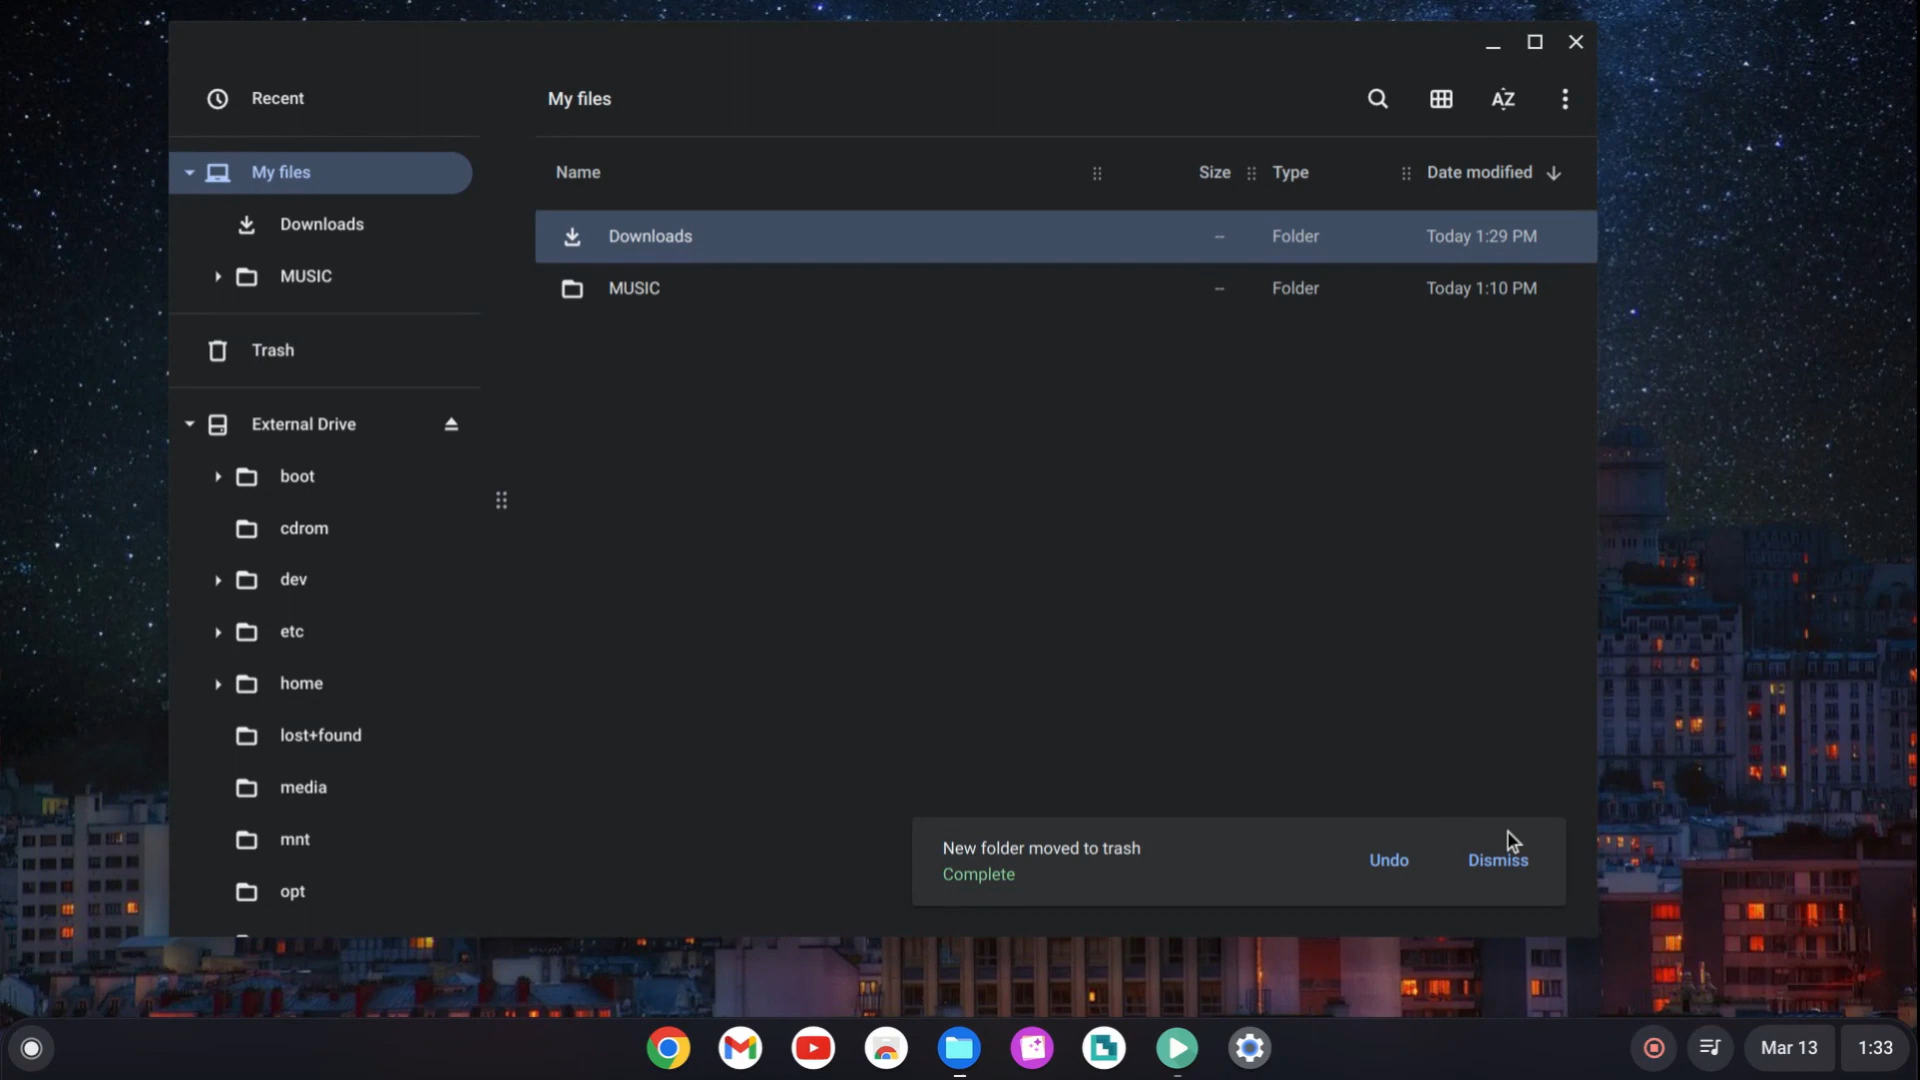 Recent
My files
My files
Downloads
MUSIC
Trash
External Drive
boot
cdrom
dev
etc
home
lost+found
media
mnt
opt
Name Size Type Date modified
Downloads -- Folder Today 1:29 PM
MUSIC -- Folder Today 1:10 PM
New folder moved to trash
Complete
Undo Dismiss
AZ
Mar 13 1:33